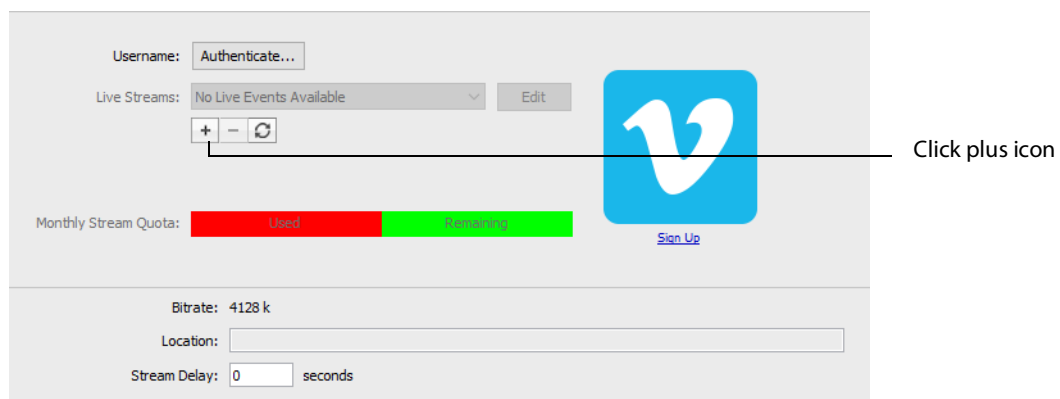 Username: Authenticate...
Live Streams: No Live Events Available Edit
+ −
Click plus icon
Monthly Stream Quota: Used Remaining
Sign Up
Bitrate: 4128 k
Location:
Stream Delay: 0 seconds